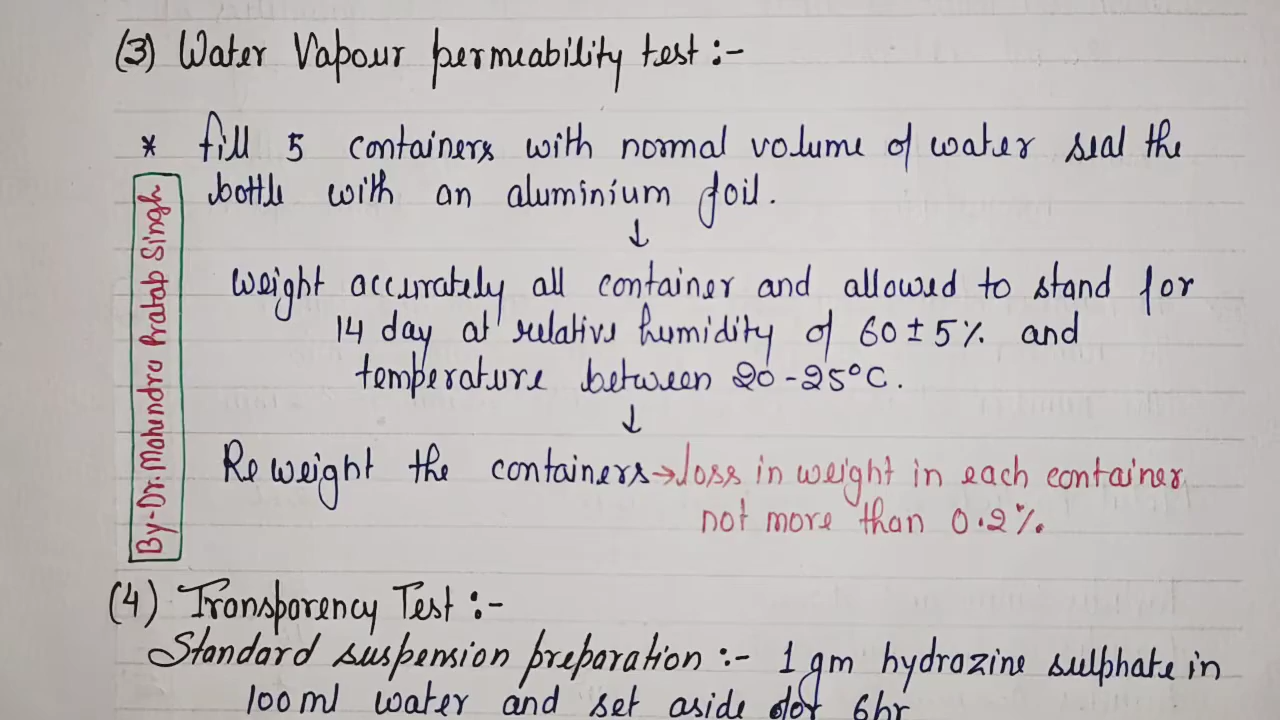 (3) Water Vapour permeability test :-
* fill 5 containers with normal volume of water seal the
bottle with an aluminium foil.
↓
weight accurately all container and allowed to stand for
14 day at relative humidity of 60 ± 5 % and
temperature between 20 - 25°C.
↓
Re weight the containers → loss in weight in each container
not more than 0.2 %.
By - Dr. Mahendra Pratap Singh
(4) Transparency Test :-
Standard suspension preparation :- 1 gm hydrazine sulphate in
100 ml water and set aside for 6hr